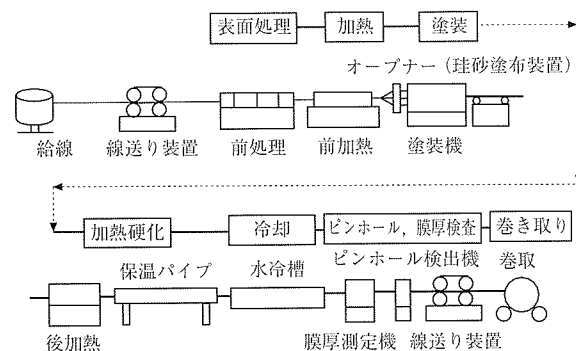 表面処理 加熱 塗装
オープナー(珪砂塗布装置)
給線 線送り装置 前処理 前加熱 塗装機
加熱硬化 冷却 ピンホール,膜厚検査 巻き取り
保温パイプ 水冷槽 ピンホール検出機 巻取
後加熱 膜厚測定機 線送り装置